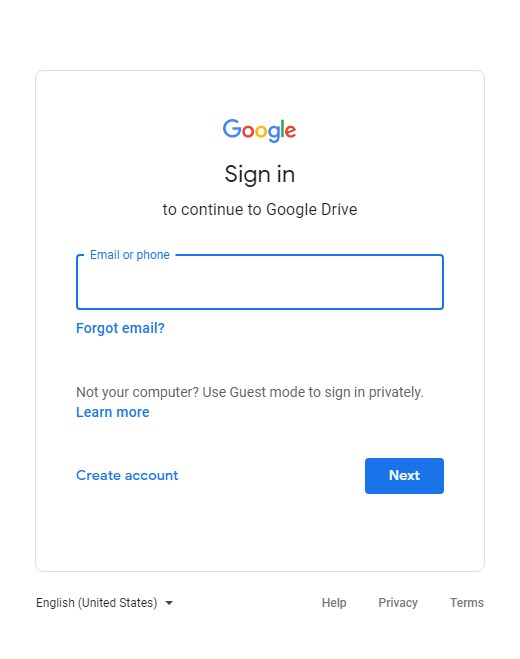 Google
Sign in
to continue to Google Drive
Email or phone
Forgot email?
Not your computer? Use Guest mode to sign in privately.
Learn more
Create account
Next
English (United States)
Help
Privacy
Terms